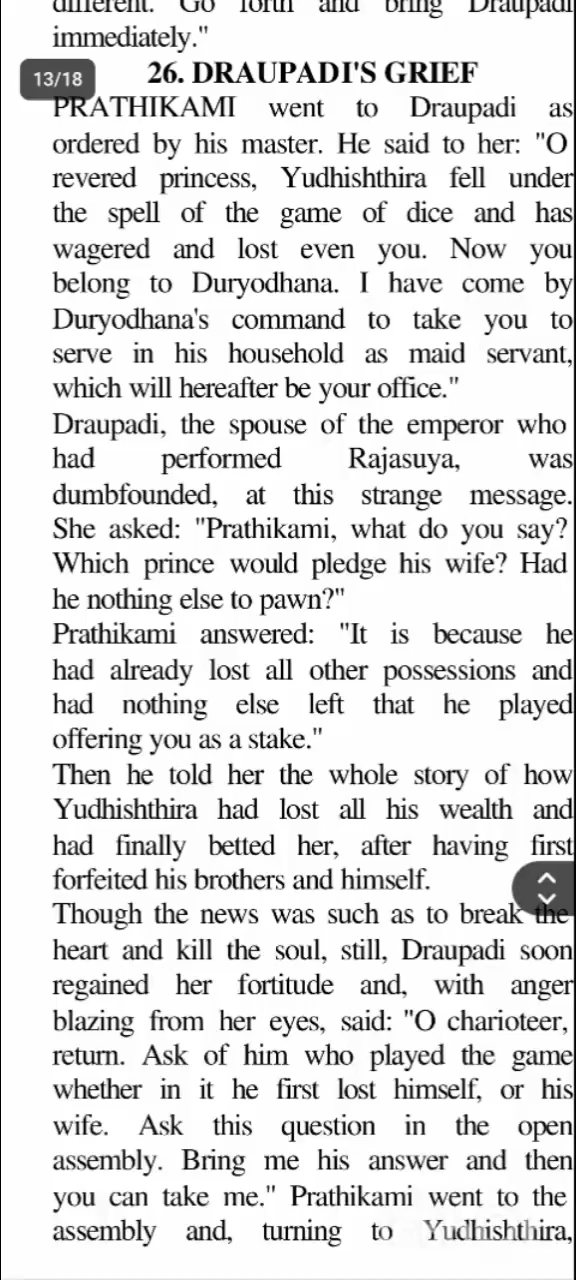 different. Go forth and bring Draupadi
immediately."
13/18
26. DRAUPADI'S GRIEF
PRATHIKAMI went to Draupadi as
ordered by his master. He said to her: "O
revered princess, Yudhishthira fell under
the spell of the game of dice and has
wagered and lost even you. Now you
belong to Duryodhana. I have come by
Duryodhana's command to take you to
serve in his household as maid servant,
which will hereafter be your office."
Draupadi, the spouse of the emperor who
had performed Rajasuya, was
dumbfounded, at this strange message.
She asked: "Prathikami, what do you say?
Which prince would pledge his wife? Had
he nothing else to pawn?"
Prathikami answered: "It is because he
had already lost all other possessions and
had nothing else left that he played
offering you as a stake."
Then he told her the whole story of how
Yudhishthira had lost all his wealth and
had finally betted her, after having first
forfeited his brothers and himself.
Though the news was such as to break the
heart and kill the soul, still, Draupadi soon
regained her fortitude and, with anger
blazing from her eyes, said: "O charioteer,
return. Ask of him who played the game
whether in it he first lost himself, or his
wife. Ask this question in the open
assembly. Bring me his answer and then
you can take me." Prathikami went to the
assembly and, turning to Yudhishthira,